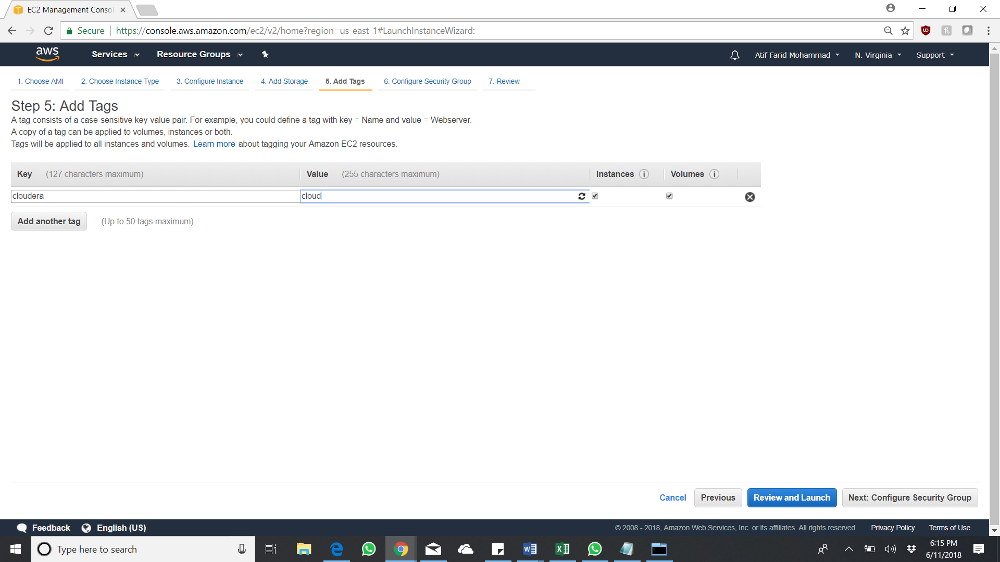 EC2 Management Consol
Secure https://console.aws.amazon.com/ec2/v2/home?region=us-east-1#LaunchInstanceWizard:
aws Services Resource Groups Atif Farid Mohammad N. Virginia Support
1. Choose AMI 2. Choose Instance Type 3. Configure Instance 4. Add Storage 5. Add Tags 6. Configure Security Group 7. Review
Step 5: Add Tags
A tag consists of a case-sensitive key-value pair. For example, you could define a tag with key = Name and value = Webserver.
A copy of a tag can be applied to volumes, instances or both.
Tags will be applied to all instances and volumes. Learn more about tagging your Amazon EC2 resources.
Key (127 characters maximum) Value (255 characters maximum) Instances Volumes
cloudera cloud
Add another tag (Up to 50 tags maximum)
Cancel Previous Review and Launch Next: Configure Security Group
Feedback English (US) © 2008 - 2018, Amazon Web Services, Inc. or its affiliates. All rights reserved. Privacy Policy Terms of Use
Type here to search
6:15 PM
6/11/2018